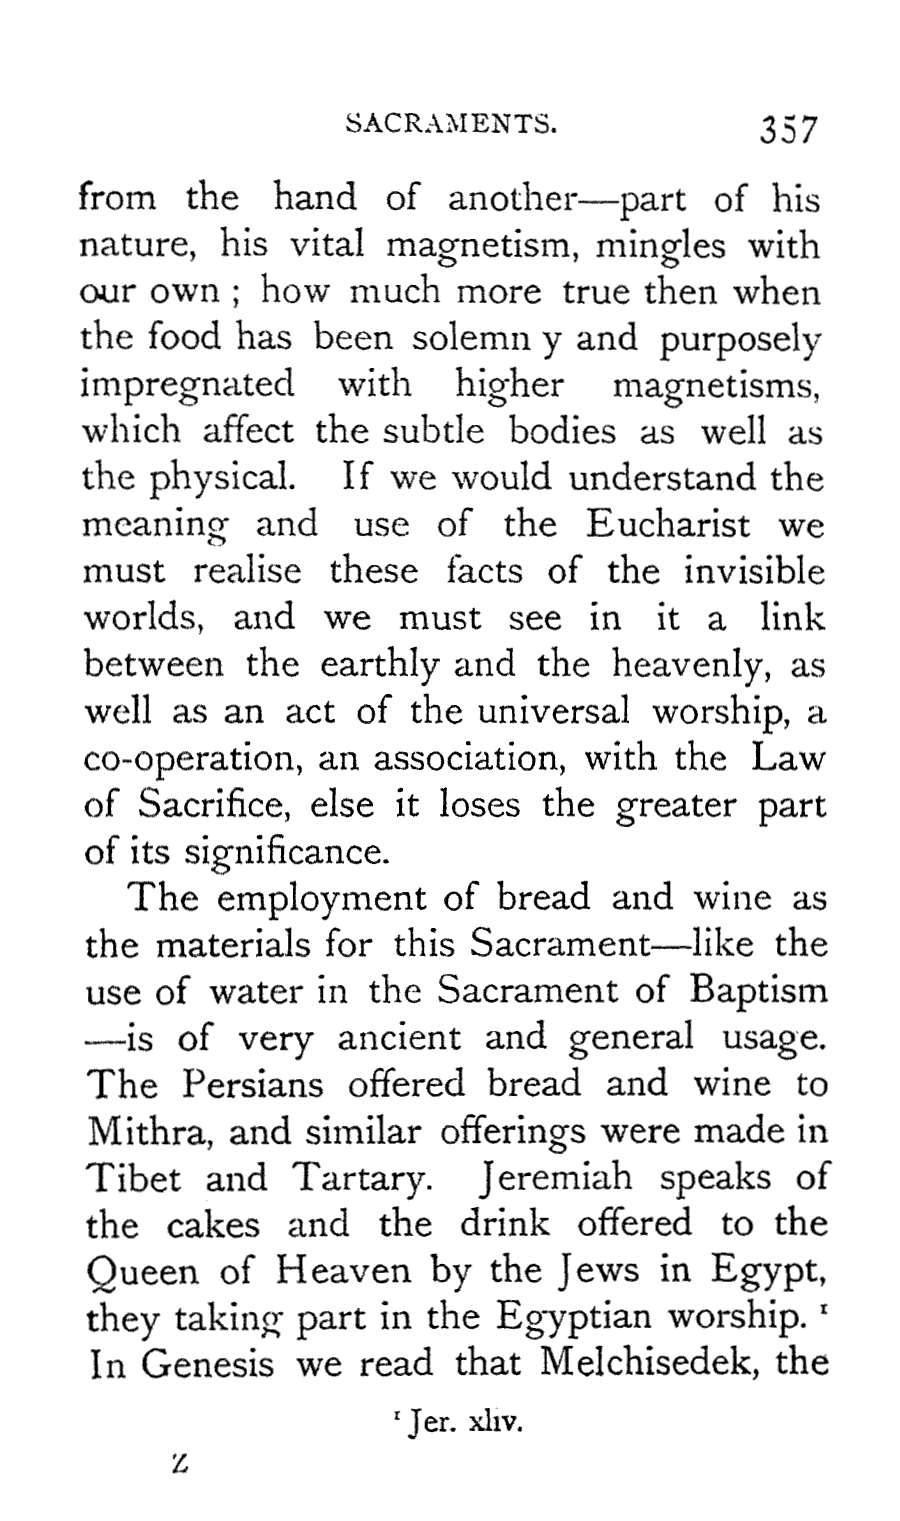 SACRAMENTS. 357
from the hand of another—part of his
nature, his vital magnetism, mingles with
our own ; how much more true then when
the food has been solemn y and purposely
impregnated with higher magnetisms,
which affect the subtle bodies as well as
the physical. If we would understand the
meaning and use of the Eucharist we
must realise these facts of the invisible
worlds, and we must see in it a link
between the earthly and the heavenly, as
well as an act of the universal worship, a
co-operation, an association, with the Law
of Sacrifice, else it loses the greater part
of its significance.
The employment of bread and wine as
the materials for this Sacrament—like the
use of water in the Sacrament of Baptism
—is of very ancient and general usage.
The Persians offered bread and wine to
Mithra, and similar offerings were made in
Tibet and Tartary. Jeremiah speaks of
the cakes and the drink offered to the
Queen of Heaven by the Jews in Egypt,
they taking part in the Egyptian worship. ¹
In Genesis we read that Melchisedek, the
¹ Jer. xliv.
Z